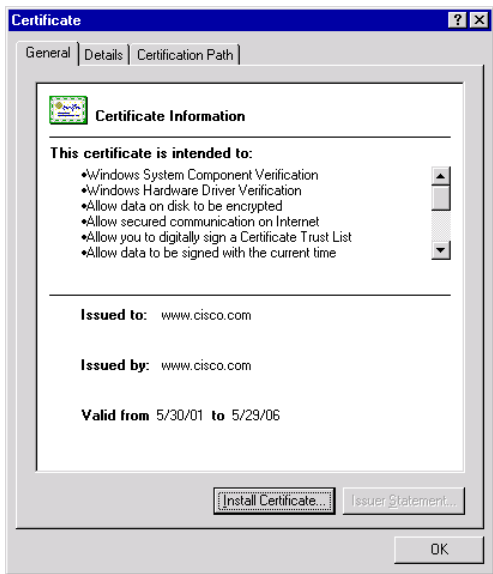 Certificate
General Details Certification Path
Certificate Information
This certificate is intended to:
•Windows System Component Verification
•Windows Hardware Driver Verification
•Allow data on disk to be encrypted
•Allow secured communication on Internet
•Allow you to digitally sign a Certificate Trust List
•Allow data to be signed with the current time
Issued to: www.cisco.com
Issued by: www.cisco.com
Valid from 5/30/01 to 5/29/06
Install Certificate... Issuer Statement...
OK